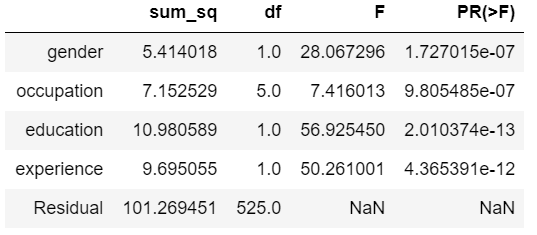 sum_sq df F PR(>F)
gender 5.414018 1.0 28.067296 1.727015e-07
occupation 7.152529 5.0 7.416013 9.805485e-07
education 10.980589 1.0 56.925450 2.010374e-13
experience 9.695055 1.0 50.261001 4.365391e-12
Residual 101.269451 525.0 NaN NaN